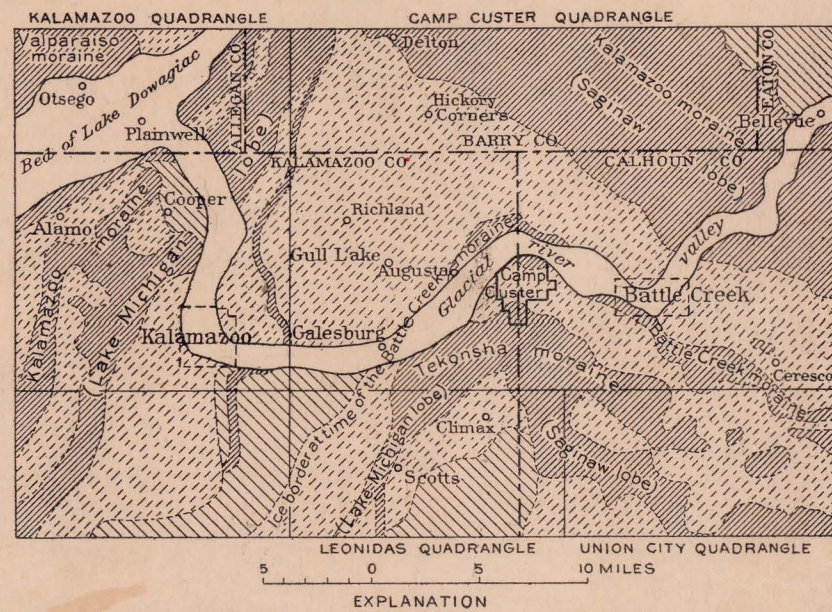 KALAMAZOO QUADRANGLE
CAMP CUSTER QUADRANGLE
Valparaiso
moraine
Otsego
Bed of Lake Dowagiac
Plainwell
ALLEGAN CO
lobe)
Delton
Hickory
Corners
Kalamazoo moraine
(Saginaw
lobe)
EATON CO
Bellevue
BARRY CO
KALAMAZOO CO
CALHOUN CO
Cooper
Alamo
Kalamazoo
moraine
(Lake Michigan
Richland
Gull Lake
Augusta
Glacial
river
valley
Camp
Cluster
Battle Creek
Kalamazoo
Galesburg
Ice border at time of the Battle Creek moraine
Tekonsha
moraine
(Lake Michigan lobe)
(Saginaw lobe)
Battle Creek moraine
Ceresco
Climax
Scotts
LEONIDAS QUADRANGLE
UNION CITY QUADRANGLE
5 0 5 10 MILES
EXPLANATION